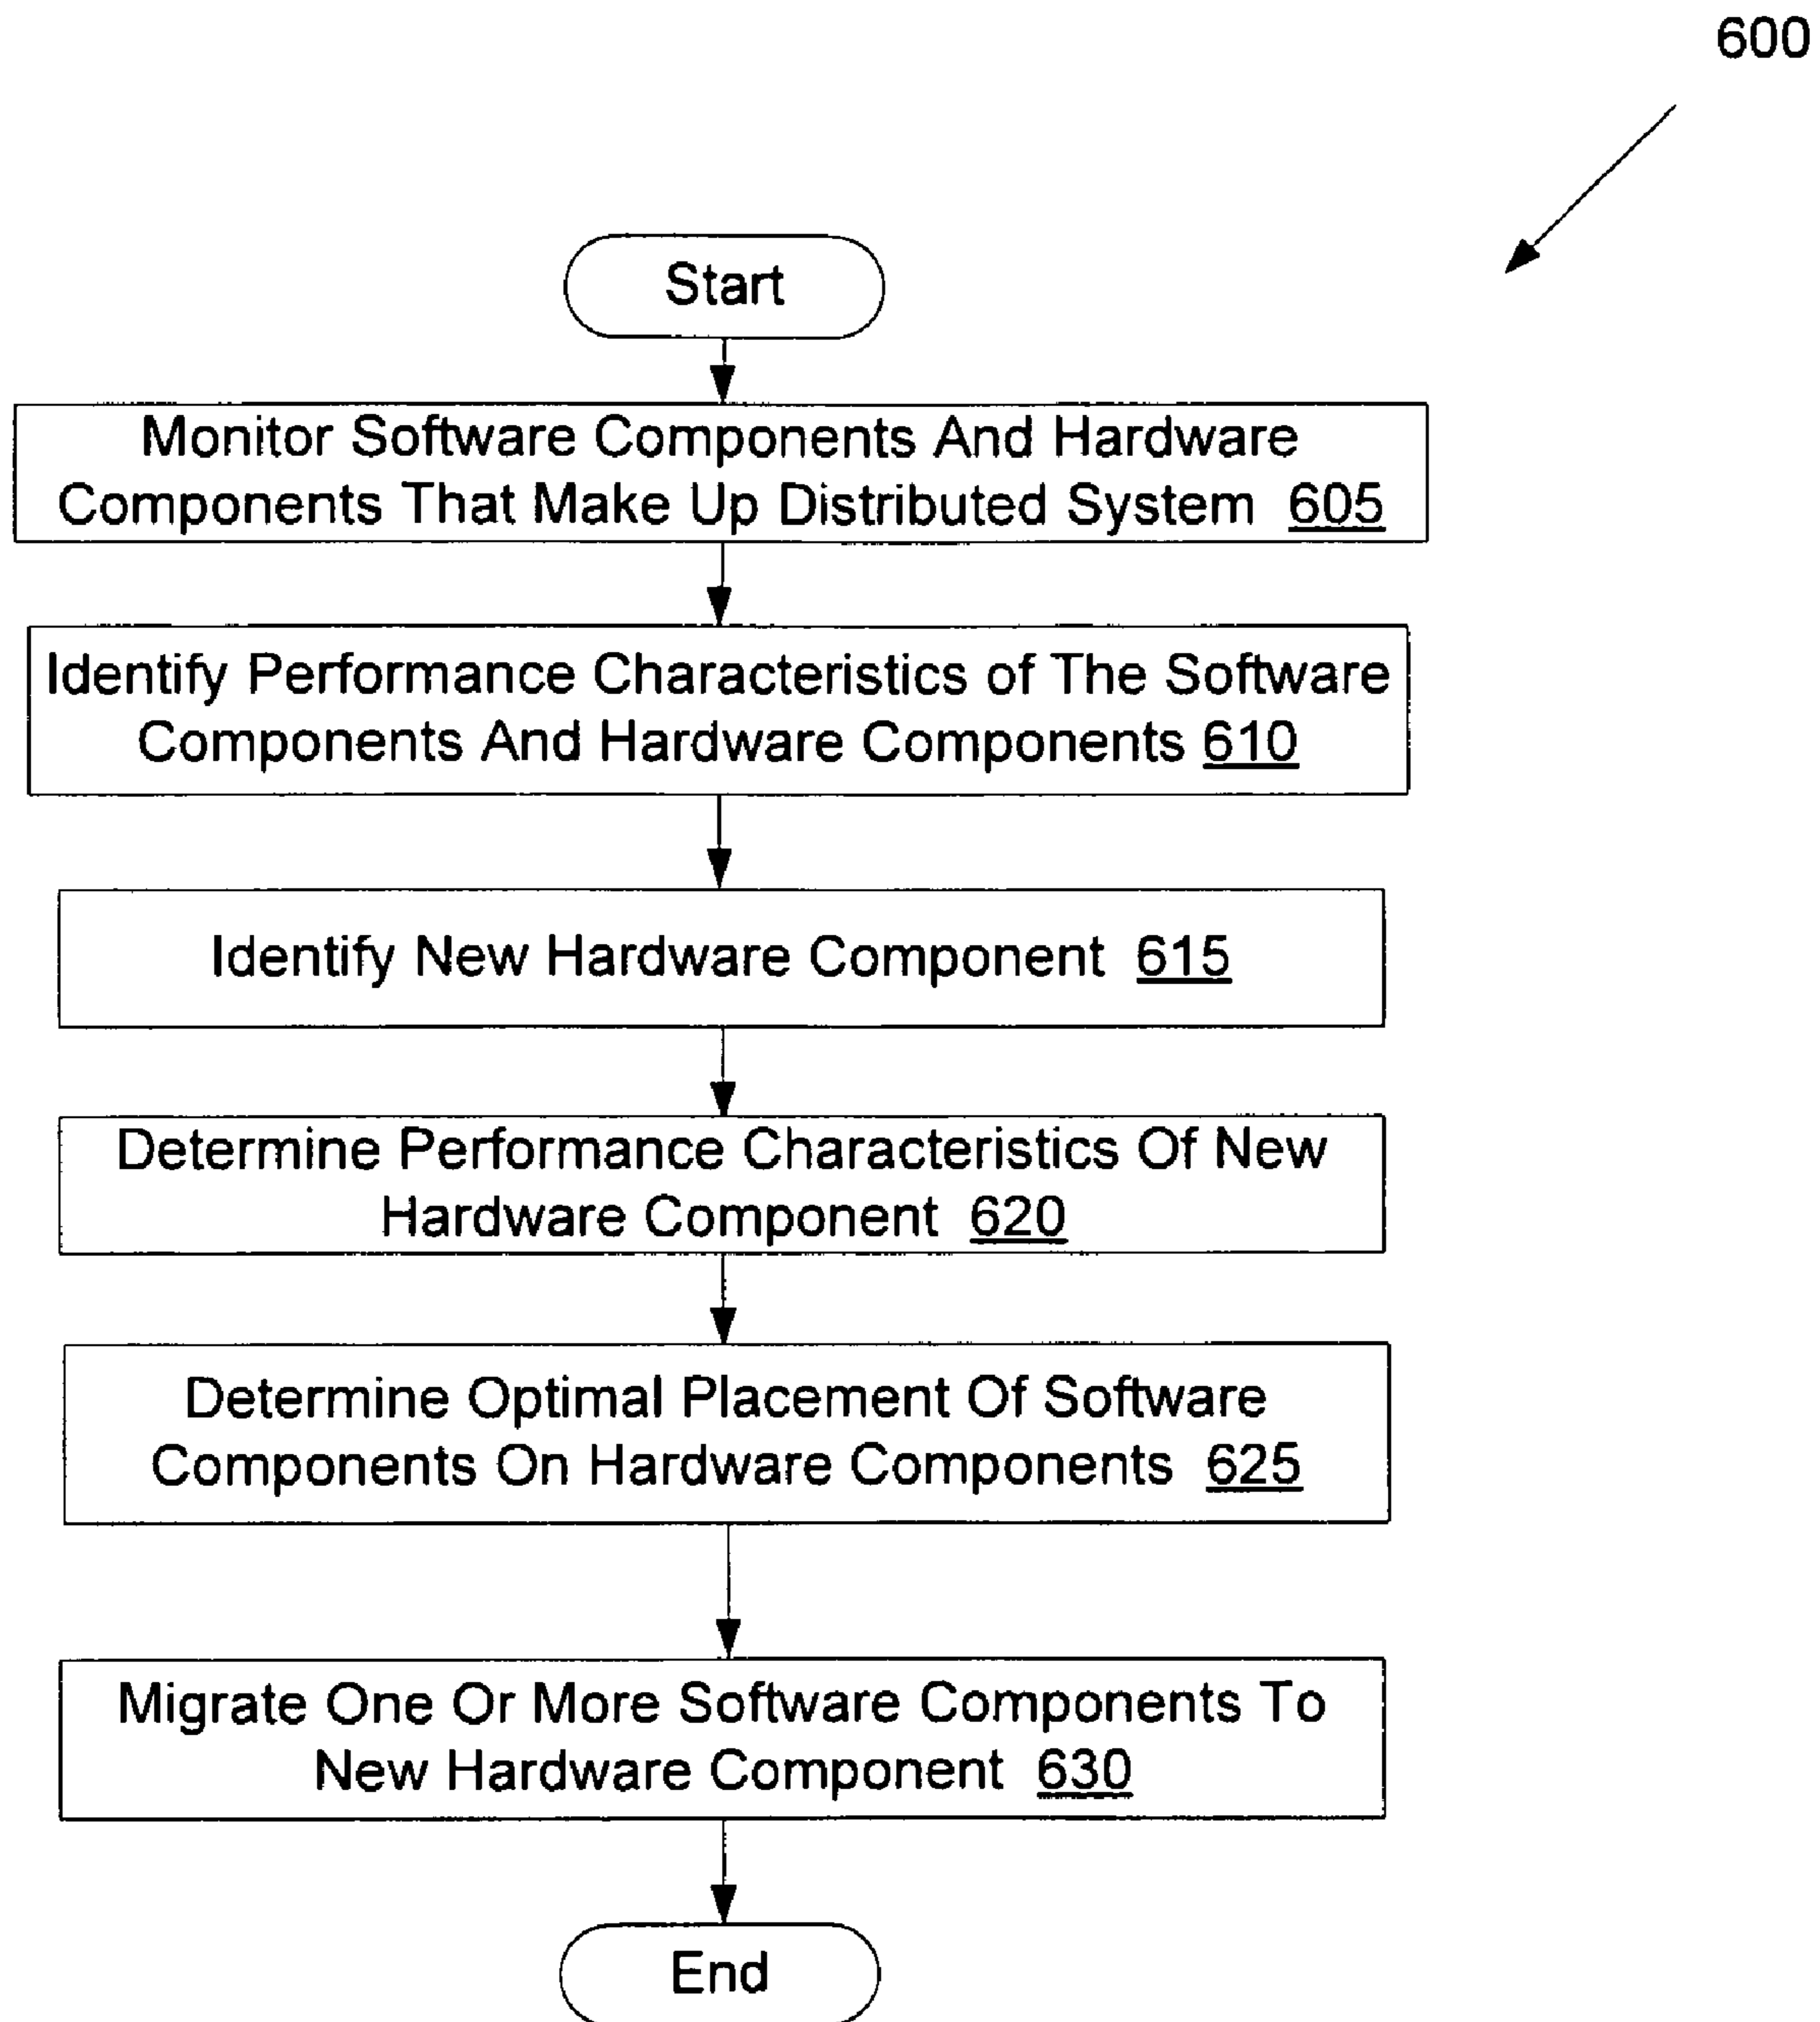 600
Start
Monitor Software Components And Hardware
Components That Make Up Distributed System 605
Identify Performance Characteristics of The Software
Components And Hardware Components 610
Identify New Hardware Component 615
Determine Performance Characteristics Of New
Hardware Component 620
Determine Optimal Placement Of Software
Components On Hardware Components 625
Migrate One Or More Software Components To
New Hardware Component 630
End